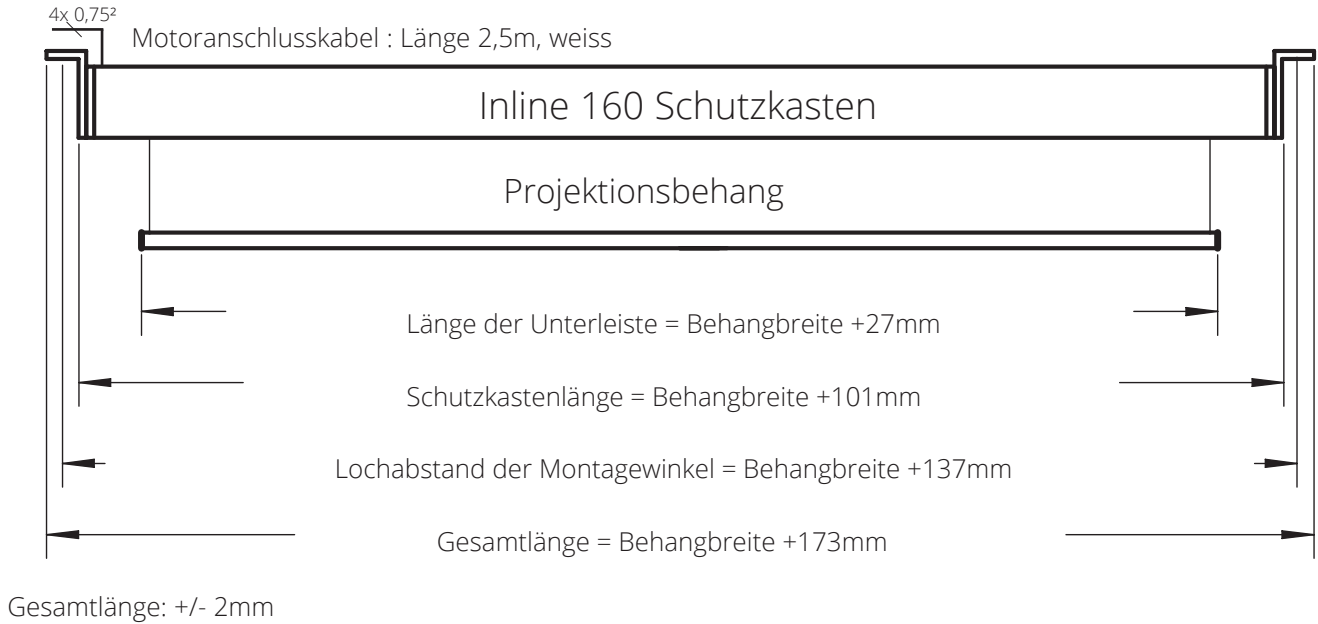 4x 0,75²
Motoranschlusskabel : Länge 2,5m, weiss
Inline 160 Schutzkasten
Projektionsbehang
Länge der Unterleiste = Behangbreite +27mm
Schutzkastenlänge = Behangbreite +101mm
Lochabstand der Montagewinkel = Behangbreite +137mm
Gesamtlänge = Behangbreite +173mm
Gesamtlänge: +/- 2mm